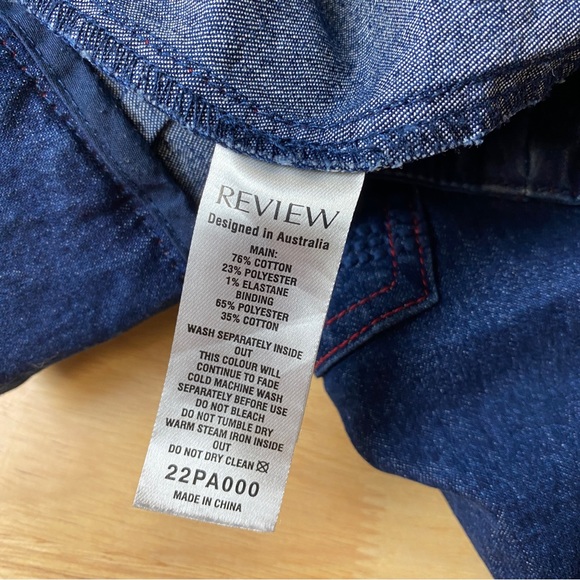 REVIEW
Designed in Australia
MAIN:
76% COTTON
23% POLYESTER
1% ELASTANE
BINDING
65% POLYESTER
35% COTTON
WASH SEPARATELY INSIDE
OUT
THIS COLOUR WILL
CONTINUE TO FADE
COLD MACHINE WASH
SEPARATELY BEFORE USE
DO NOT BLEACH
DO NOT TUMBLE DRY
WARM STEAM IRON INSIDE
OUT
DO NOT DRY CLEAN
22PA000
MADE IN CHINA